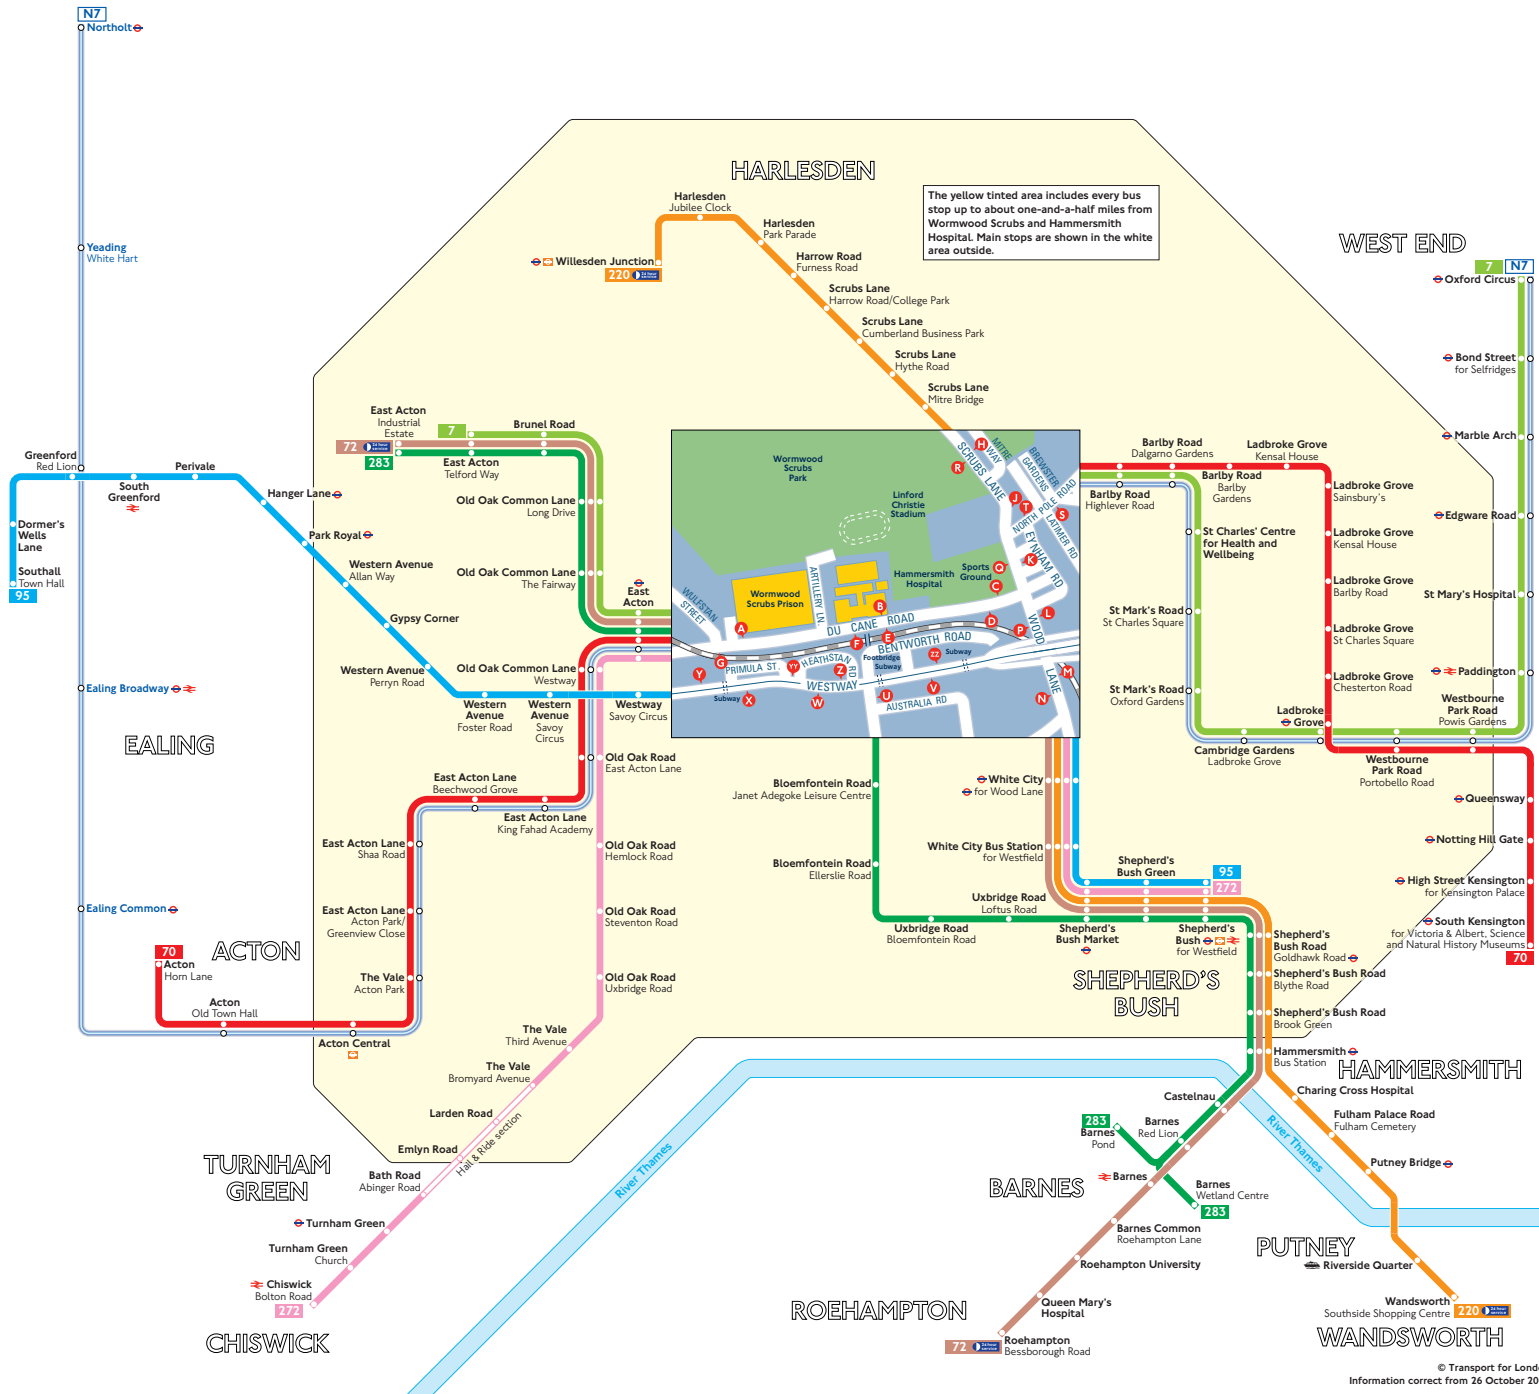 N7
Northolt
Yeading
White Hart
Greenford
Red Lion
Perivale
South
Greenford
Hanger Lane
Dormer's
Wells
Lane
Southall
Town Hall
95
Park Royal
Western Avenue
Allan Way
Gypsy Corner
Western Avenue
Perryn Road
Western
Avenue
Foster Road
Western
Avenue
Savoy
Circus
Westway
Savoy Circus
Ealing Broadway
EALING
Ealing Common
ACTON
70
Acton
Horn Lane
Acton
Old Town Hall
Acton Central
The Vale
Acton Park
East Acton Lane
Acton Park/
Greenview Close
East Acton Lane
Shaa Road
East Acton Lane
Beechwood Grove
East Acton Lane
King Fahad Academy
Old Oak Common Lane
Westway
HARLESDEN
Harlesden
Jubilee Clock
Willesden Junction
220 24 hour service
Harlesden
Park Parade
Harrow Road
Furness Road
Scrubs Lane
Harrow Road/College Park
Scrubs Lane
Cumberland Business Park
Scrubs Lane
Hythe Road
Scrubs Lane
Mitre Bridge
The yellow tinted area includes every bus
stop up to about one-and-a-half miles from
Wormwood Scrubs and Hammersmith
Hospital. Main stops are shown in the white
area outside.
East Acton
Industrial
Estate
72 24 hour service
7
283
Brunel Road
East Acton
Telford Way
Old Oak Common Lane
Long Drive
Old Oak Common Lane
The Fairway
East
Acton
Wormwood
Scrubs
Park
Linford
Christie
Stadium
Hammersmith
Hospital
Sports
Ground
Wormwood
Scrubs Prison
WULFSTAN
STREET
ARTILLERY LN.
DU CANE ROAD
BENTWORTH ROAD
PRIMULA ST.
HEATHSTAN
RD
WESTWAY
AUSTRALIA RD
Footbridge
Subway
Subway
Subway
SCRUBS LANE
MITRE
WAY
BREWSTER
GARDENS
NORTH POLE ROAD
LATIMER RD
EYNHAM RD
WOOD
LANE
H
R
J
T
S
K
Q
C
B
A
D
P
L
E
F
G
Y
YY
Z
ZZ
X
W
U
V
N
M
Barlby Road
Dalgarno Gardens
Ladbroke Grove
Kensal House
Barlby Road
Highlever Road
Barlby Road
Barlby
Gardens
Ladbroke Grove
Sainsbury's
Ladbroke Grove
Kensal House
Ladbroke Grove
Barlby Road
Ladbroke Grove
St Charles Square
Ladbroke Grove
Chesterton Road
Ladbroke
Grove
St Charles' Centre
for Health and
Wellbeing
St Mark's Road
St Charles Square
St Mark's Road
Oxford Gardens
Cambridge Gardens
Ladbroke Grove
Westbourne
Park Road
Portobello Road
Westbourne
Park Road
Powis Gardens
WEST END
7
N7
Oxford Circus
Bond Street
for Selfridges
Marble Arch
Edgware Road
St Mary's Hospital
Paddington
Queensway
Notting Hill Gate
High Street Kensington
for Kensington Palace
South Kensington
for Victoria & Albert, Science
and Natural History Museums
70
Old Oak Road
East Acton Lane
Old Oak Road
Hemlock Road
Old Oak Road
Steventon Road
Old Oak Road
Uxbridge Road
The Vale
Third Avenue
The Vale
Bromyard Avenue
Larden Road
Emlyn Road
Hail & Ride section
Bath Road
Abinger Road
TURNHAM
GREEN
Turnham Green
Turnham Green
Church
Chiswick
Bolton Road
272
CHISWICK
Bloemfontein Road
Janet Adegoke Leisure Centre
Bloemfontein Road
Ellerslie Road
White City
for Wood Lane
White City Bus Station
for Westfield
Uxbridge Road
Loftus Road
Uxbridge Road
Bloemfontein Road
Shepherd's
Bush Green
95
272
Shepherd's
Bush Market
Shepherd's
Bush
for Westfield
SHEPHERD'S
BUSH
Shepherd's
Bush Road
Goldhawk Road
Shepherd's Bush Road
Blythe Road
Shepherd's Bush Road
Brook Green
Hammersmith
Bus Station
HAMMERSMITH
Charing Cross Hospital
Fulham Palace Road
Fulham Cemetery
Putney Bridge
River Thames
River Thames
Castelnau
Barnes
Red Lion
283
Barnes
Pond
Barnes
BARNES
Barnes
Wetland Centre
283
Barnes Common
Roehampton Lane
Roehampton University
Queen Mary's
Hospital
ROEHAMPTON
72 24 hour service
Roehampton
Bessborough Road
PUTNEY
Riverside Quarter
Wandsworth
Southside Shopping Centre
220 24 hour service
WANDSWORTH
© Transport for Lond
Information correct from 26 October 20